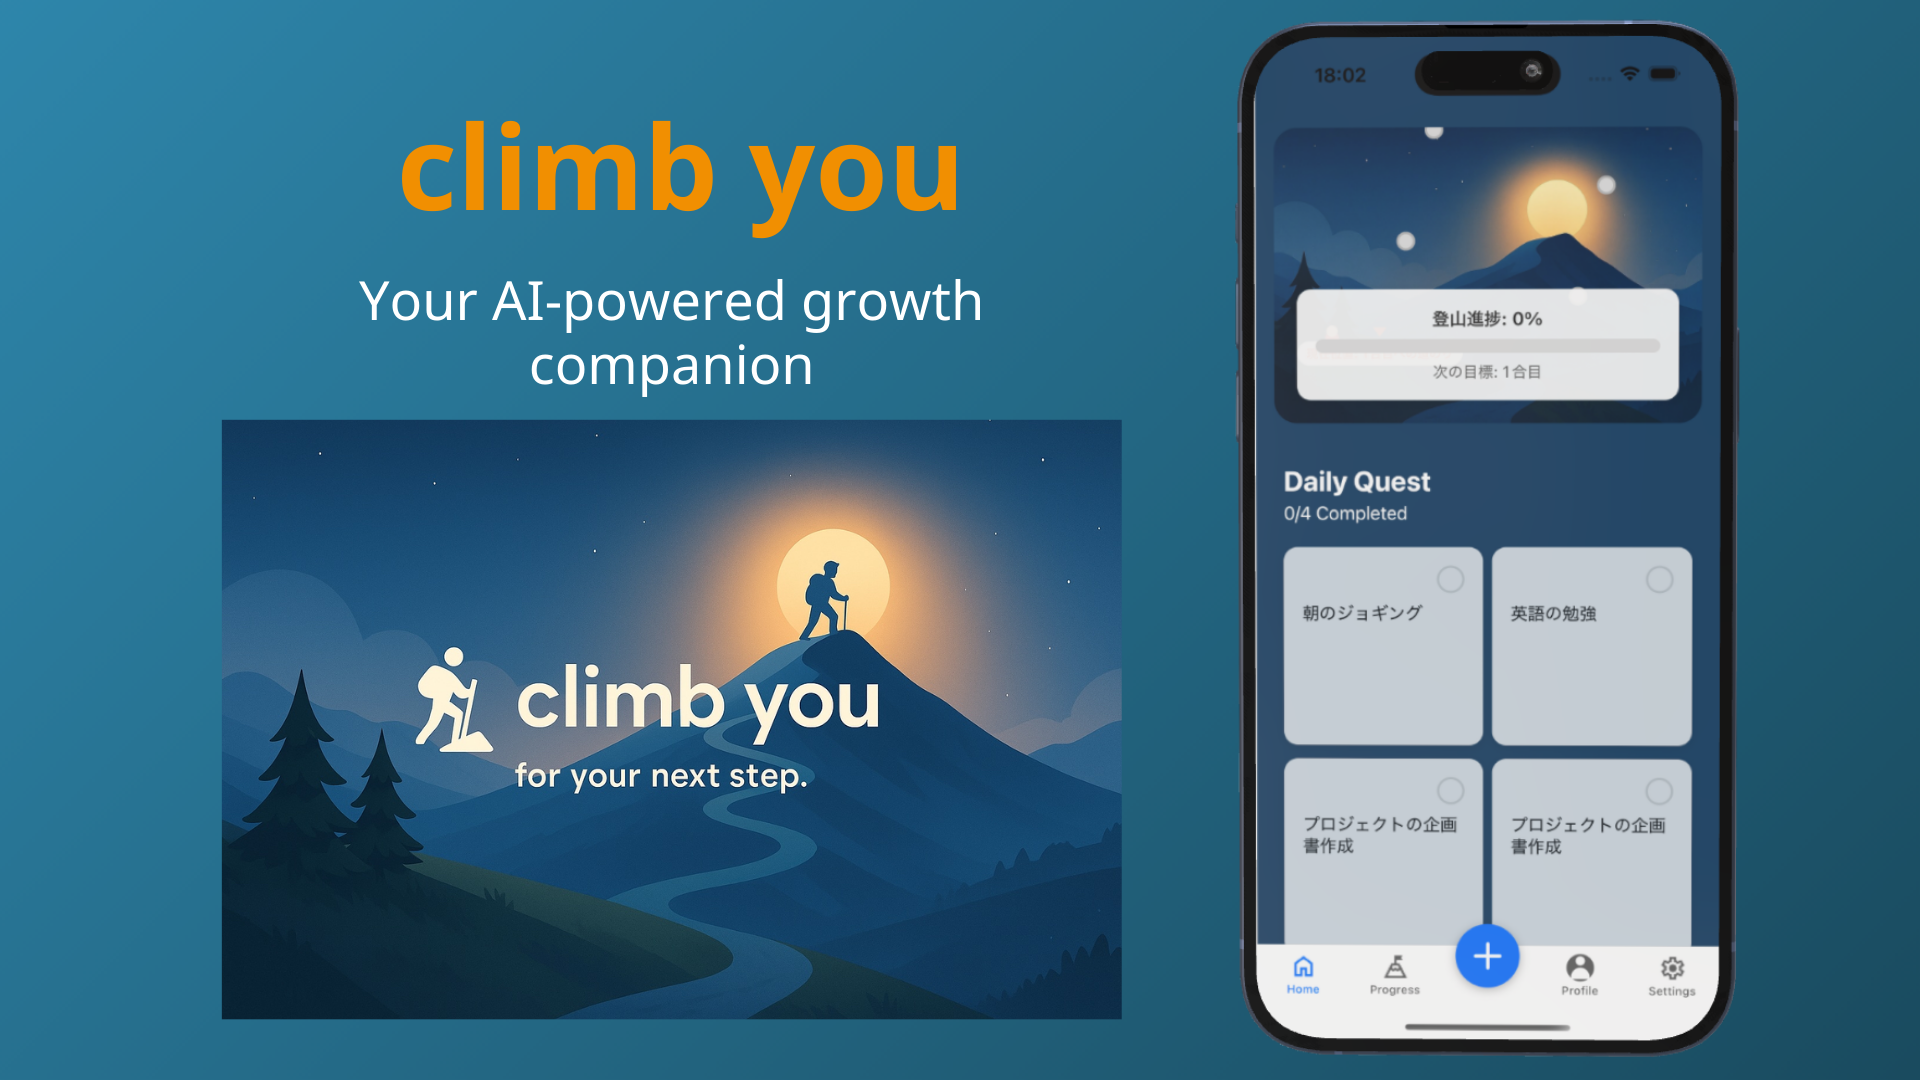 climb you
Your AI-powered growth
companion
climb you
for your next step.
18:02
登山進捗: 0%
次の目標: 1合目
Daily Quest
0/4 Completed
朝のジョギング
英語の勉強
プロジェクトの企画
書作成
プロジェクトの企画
書作成
Home
Progress
Profile
Settings